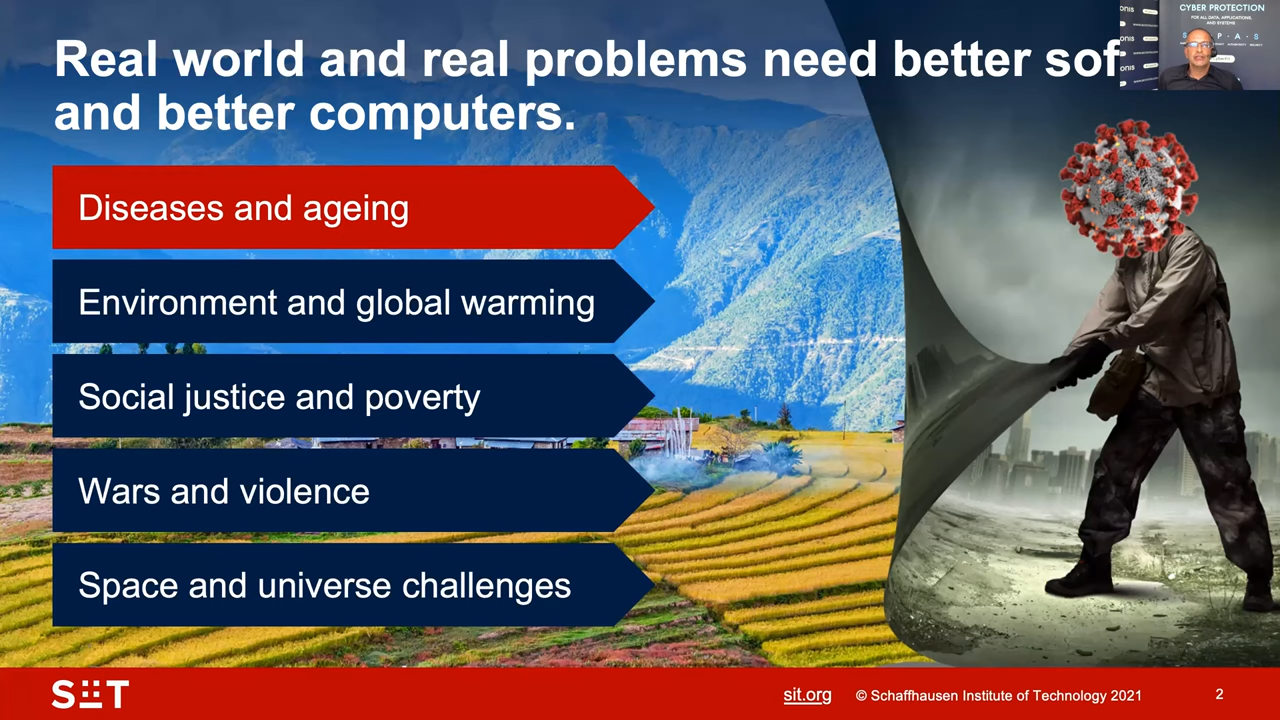 Real world and real problems need better sof
and better computers.
Diseases and ageing
Environment and global warming
Social justice and poverty
Wars and violence
Space and universe challenges
CYBER PROTECTION
FOR ALL DATA, APPLICATIONS,
AND SYSTEMS
onis
onis
SIT
sit.org © Schaffhausen Institute of Technology 2021 2